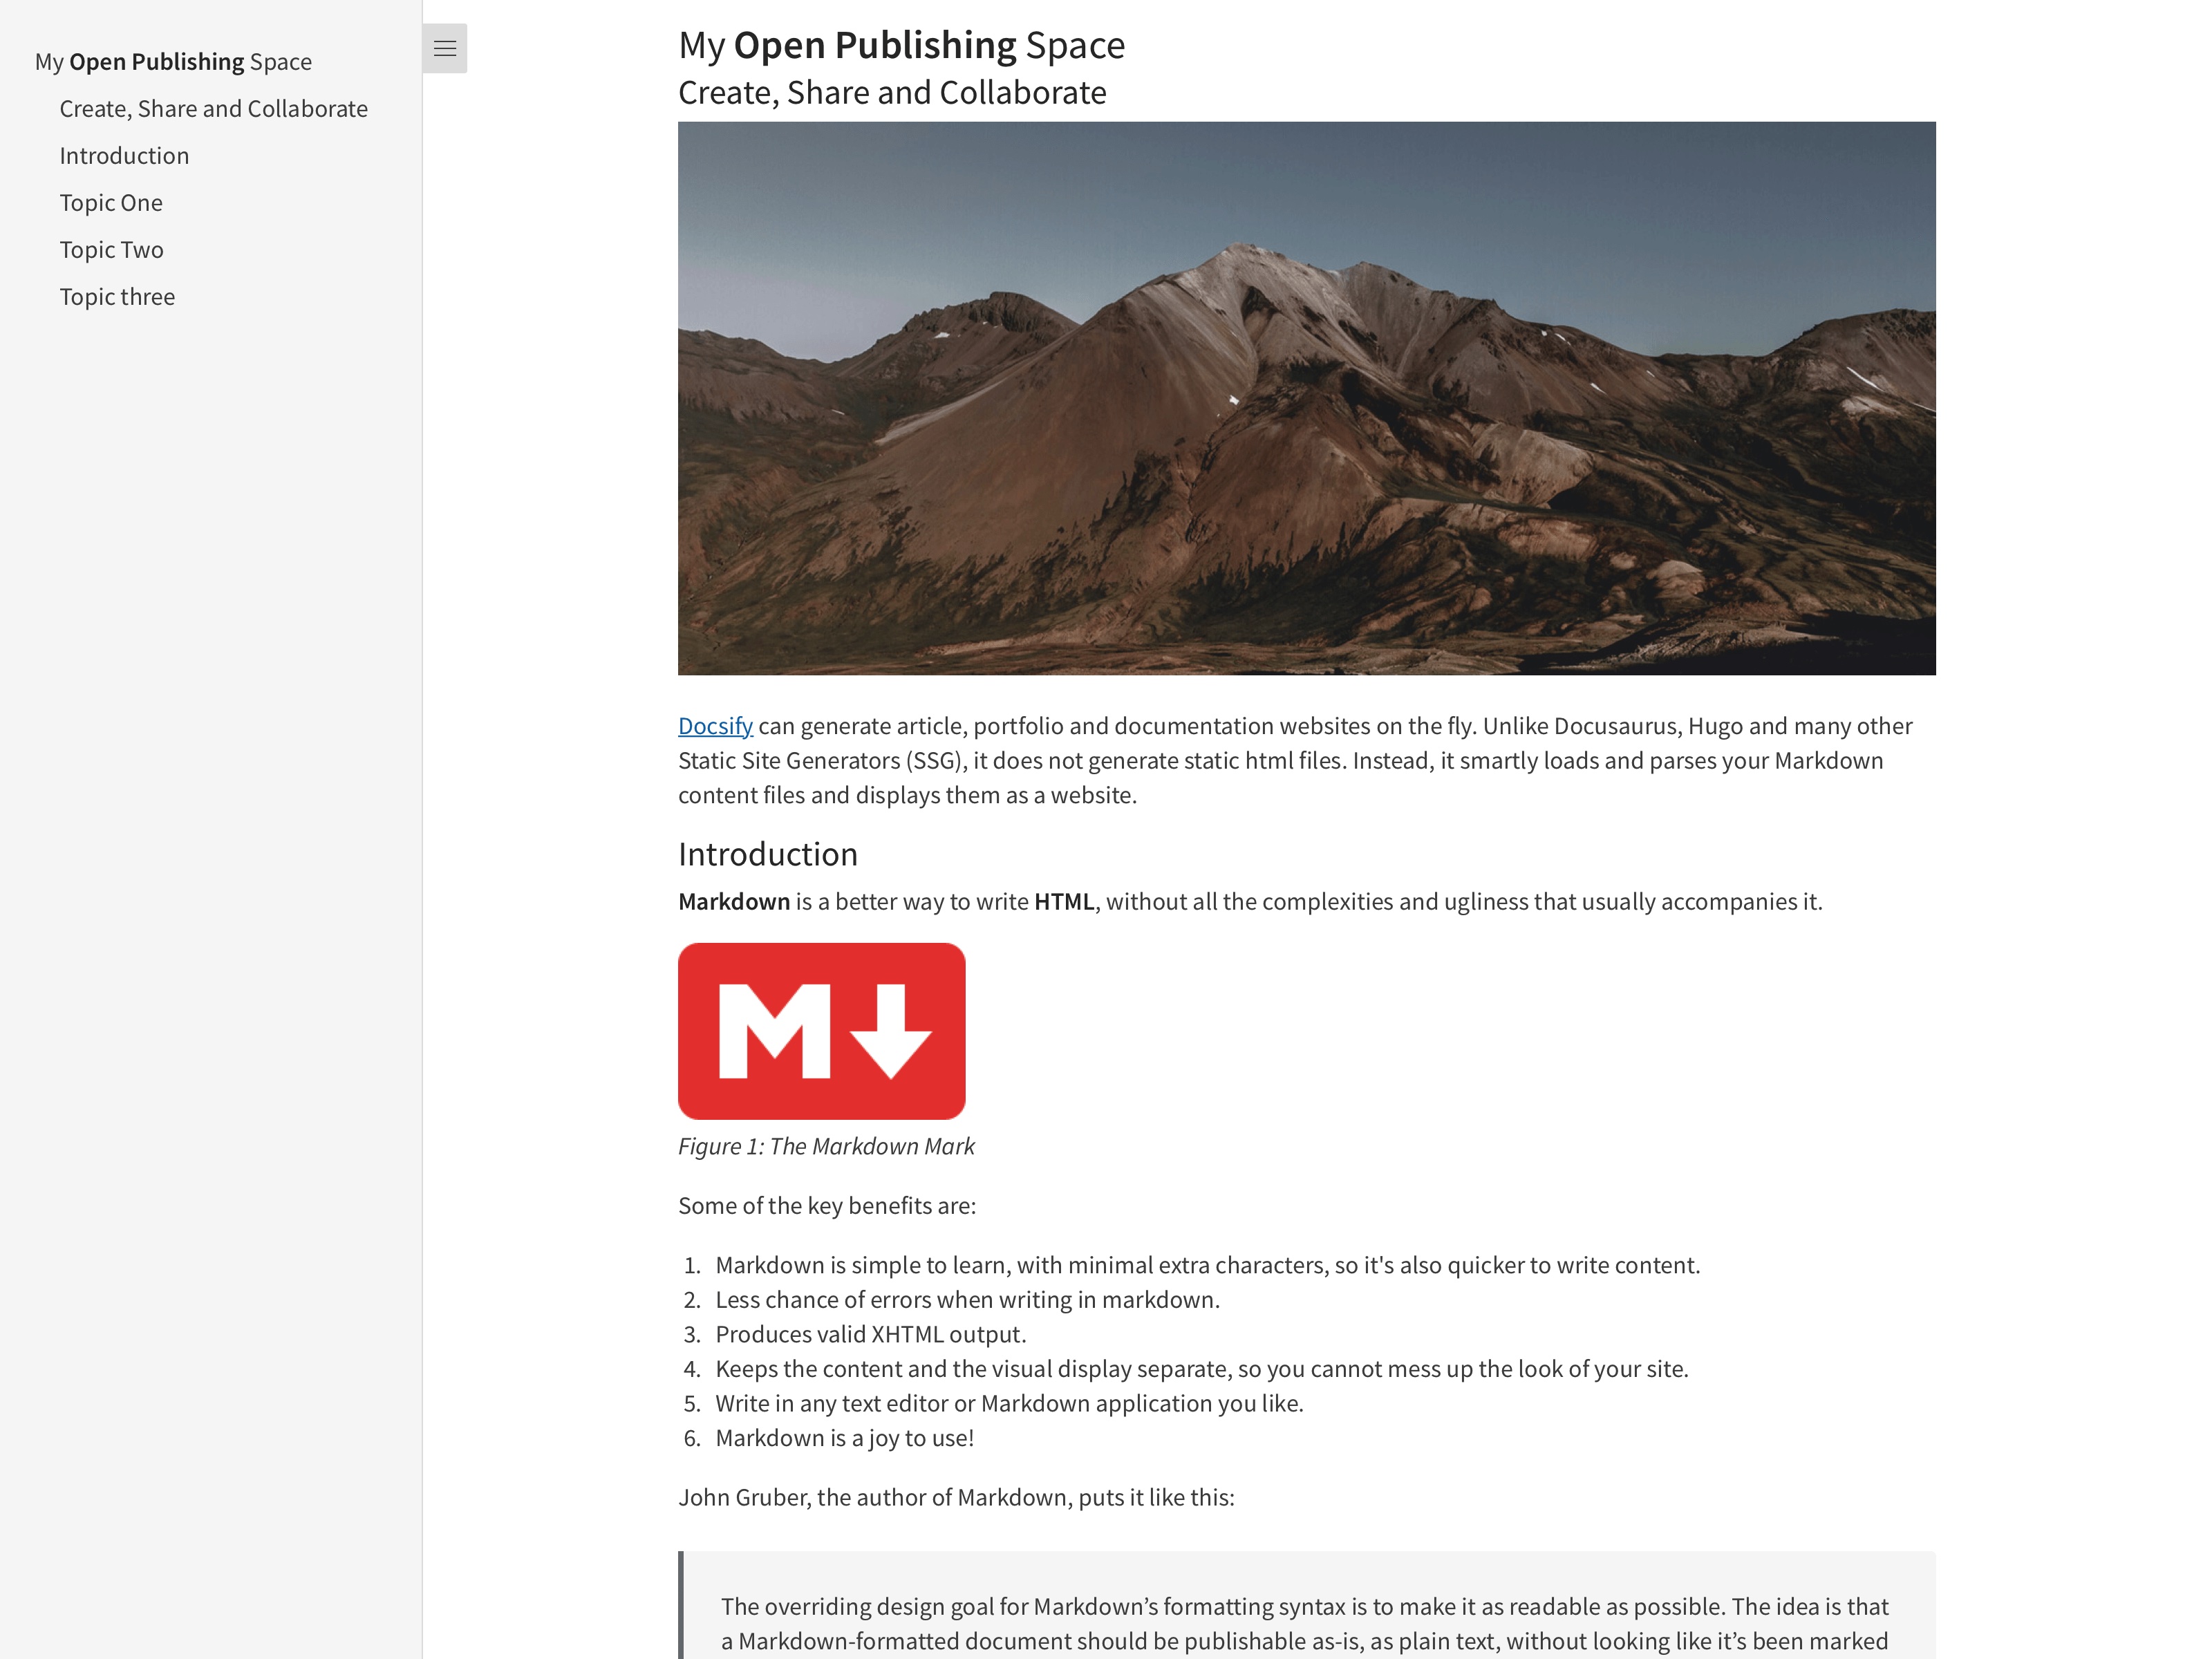 My Open Publishing Space
Create, Share and Collaborate
Introduction
Topic One
Topic Two
Topic three
My Open Publishing Space
Create, Share and Collaborate
Docsify can generate article, portfolio and documentation websites on the fly. Unlike Docusaurus, Hugo and many other
Static Site Generators (SSG), it does not generate static html files. Instead, it smartly loads and parses your Markdown
content files and displays them as a website.
Introduction
Markdown is a better way to write HTML, without all the complexities and ugliness that usually accompanies it.
M
Figure 1: The Markdown Mark
Some of the key benefits are:
1. Markdown is simple to learn, with minimal extra characters, so it's also quicker to write content.
2. Less chance of errors when writing in markdown.
3. Produces valid XHTML output.
4. Keeps the content and the visual display separate, so you cannot mess up the look of your site.
5. Write in any text editor or Markdown application you like.
6. Markdown is a joy to use!
John Gruber, the author of Markdown, puts it like this:
The overriding design goal for Markdown’s formatting syntax is to make it as readable as possible. The idea is that
a Markdown-formatted document should be publishable as-is, as plain text, without looking like it’s been marked